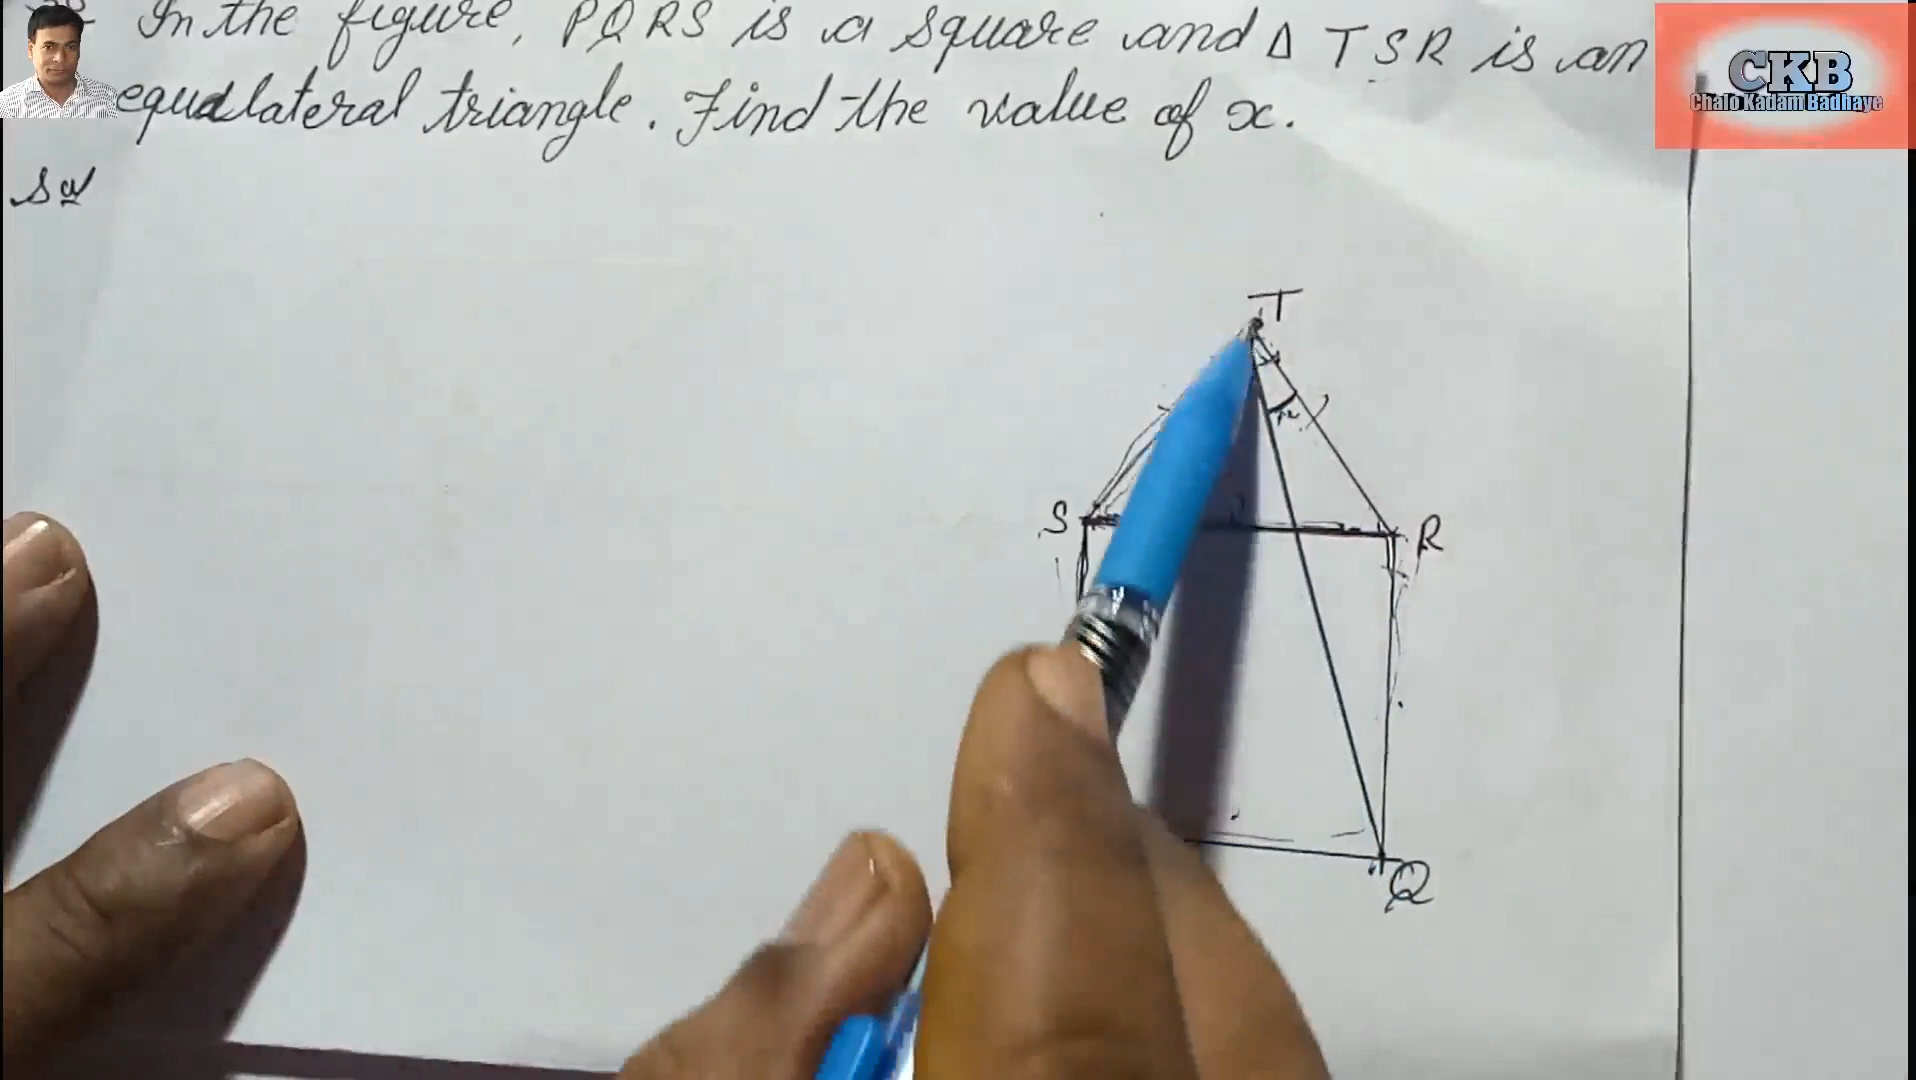 In the figure, PQRS is a square and Δ TSR is an
equalateral triangle. Find the value of x.
Sol
CKB
Chalo Kadam Badhaye
T
x
S
R
Q